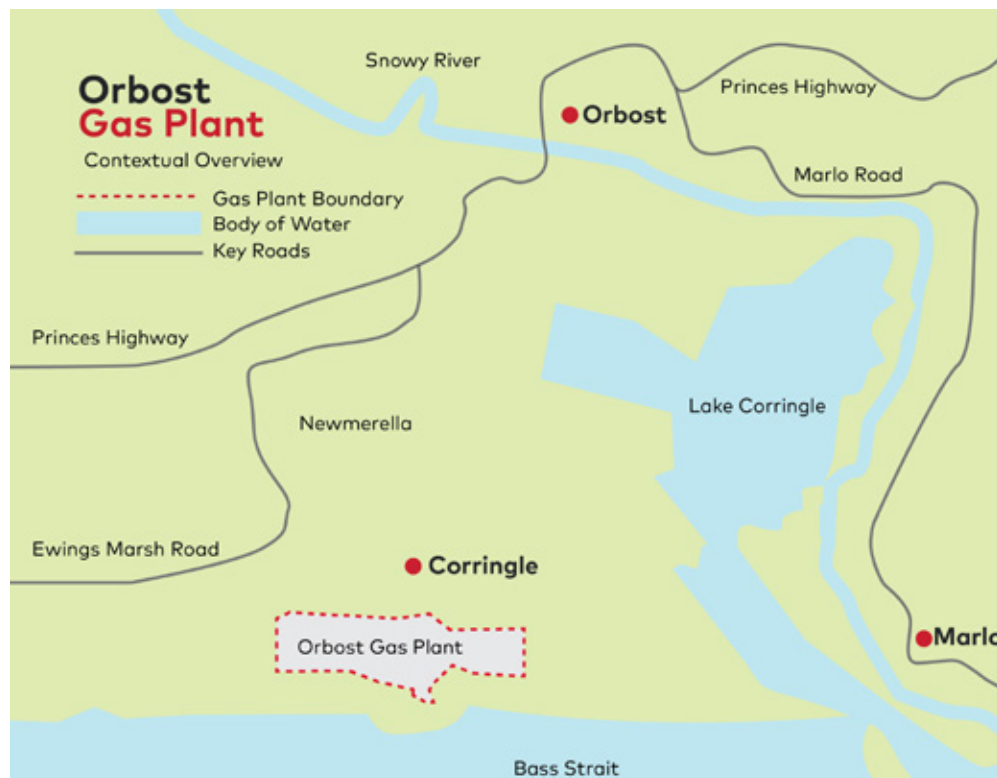 Orbost
Gas Plant
Contextual Overview
Gas Plant Boundary
Body of Water
Key Roads
Snowy River
Princes Highway
Orbost
Marlo Road
Princes Highway
Lake Corringle
Newmerella
Ewings Marsh Road
Corringle
Orbost Gas Plant
Marlo
Bass Strait